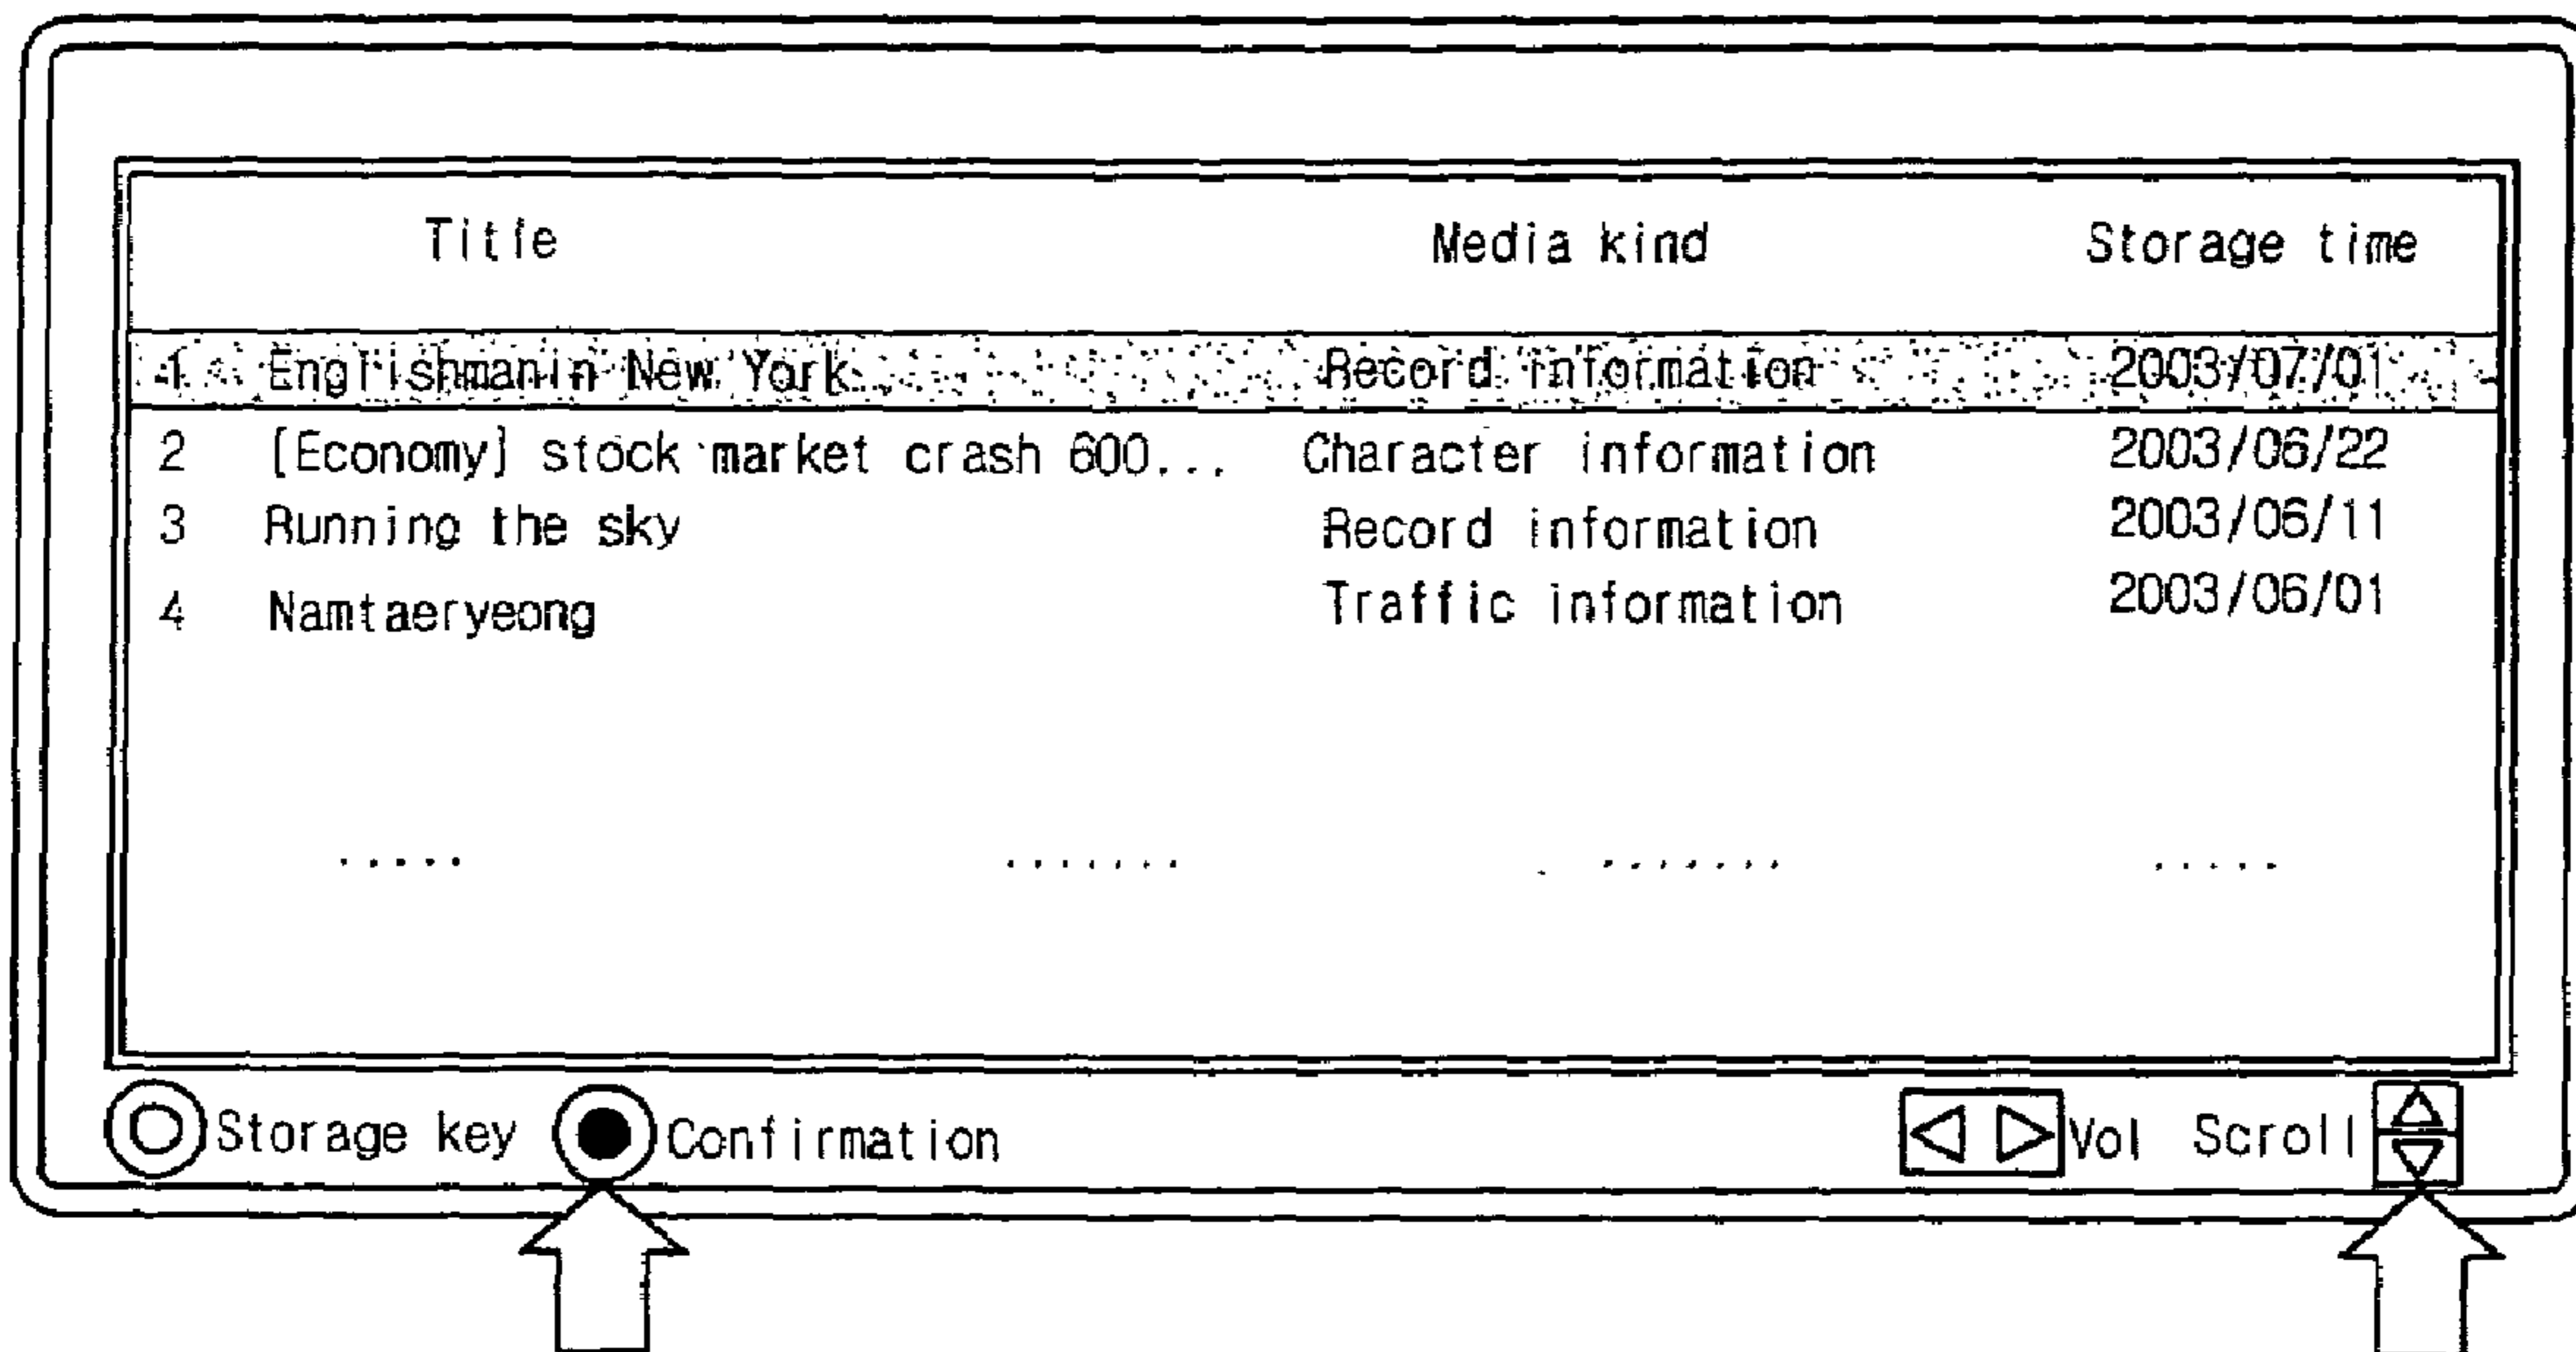 Title Media kind Storage time
1 Englishmanin New York Record information 2003/07/01
2 [Economy] stock market crash 600... Character information 2003/06/22
3 Running the sky Record information 2003/06/11
4 Namtaeryeong Traffic information 2003/06/01
..... ....... ....... .....
Storage key Confirmation Vol Scroll